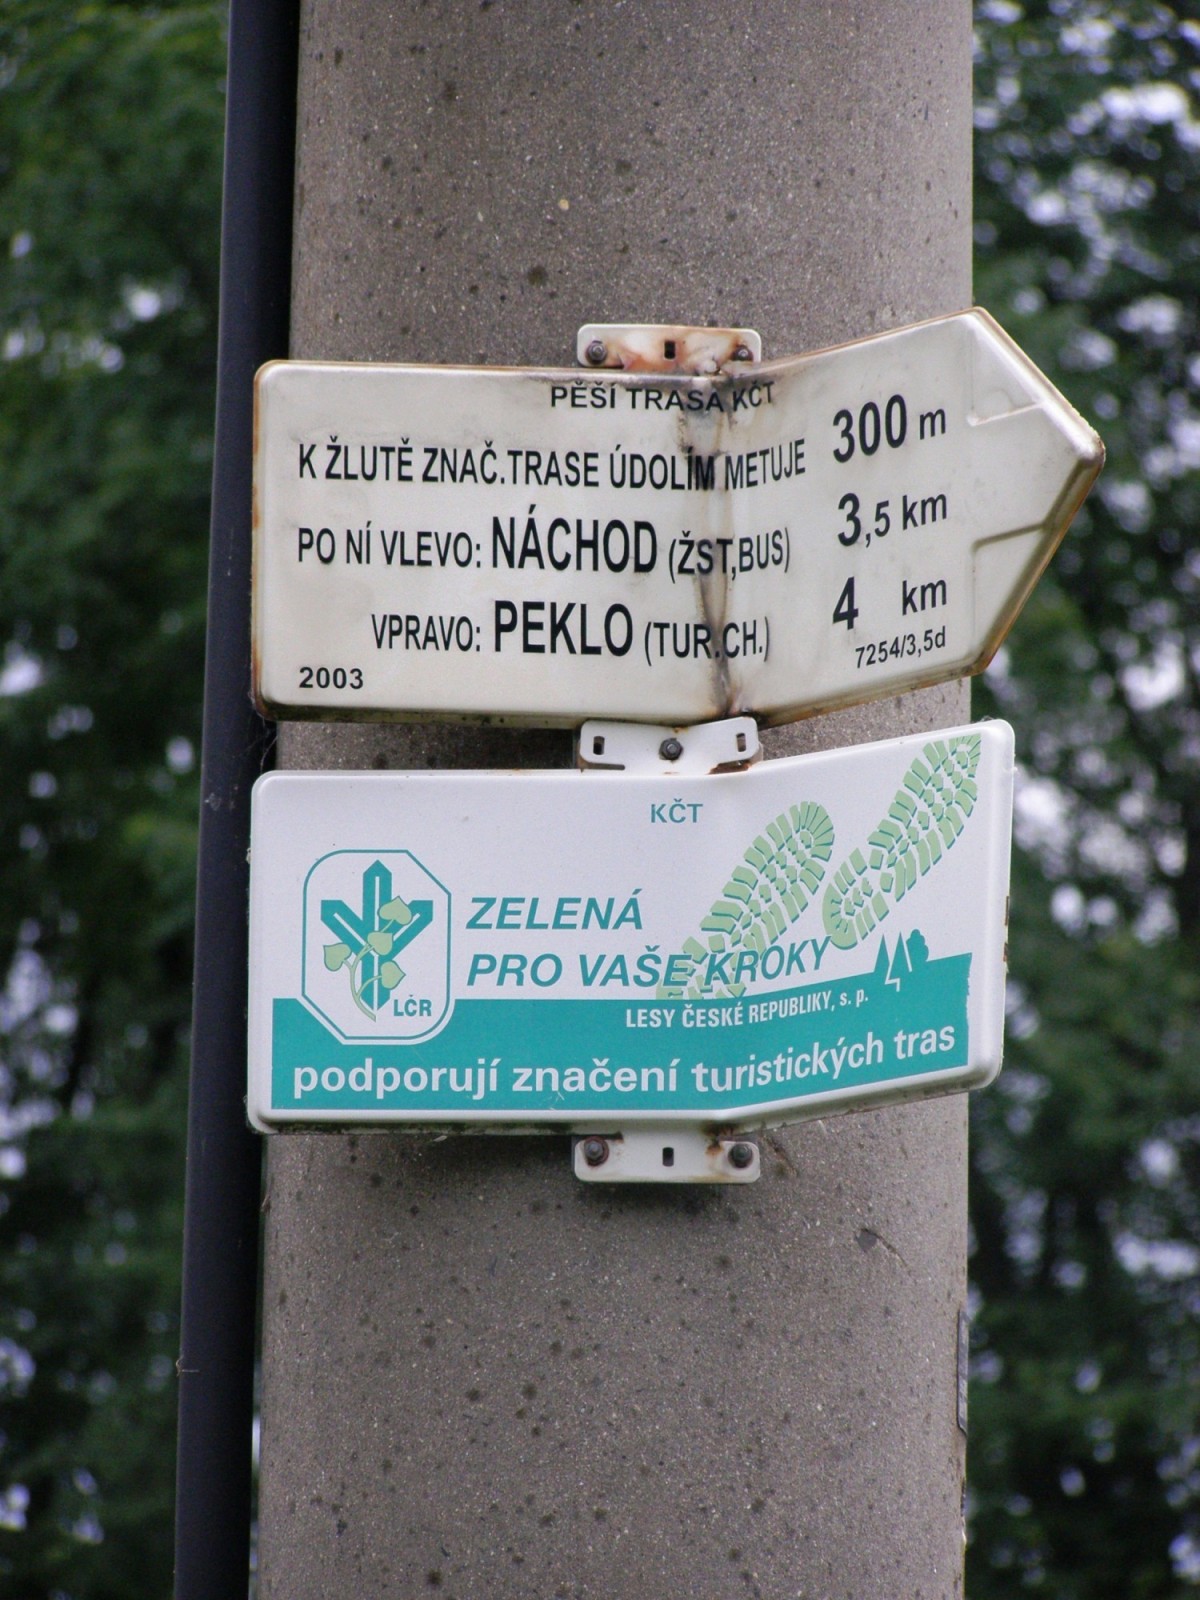 PĚŠÍ TRASA KČT
K ŽLUTĚ ZNAČ.TRASE ÚDOLÍM METUJE 300 m
PO NÍ VLEVO: NÁCHOD (ŽST,BUS) 3,5 km
VPRAVO: PEKLO (TUR.CH.) 4 km
2003 7254/3,5d
KČT
ZELENÁ
PRO VAŠE KROKY
LČR
LESY ČESKÉ REPUBLIKY, s. p.
podporují značení turistických tras